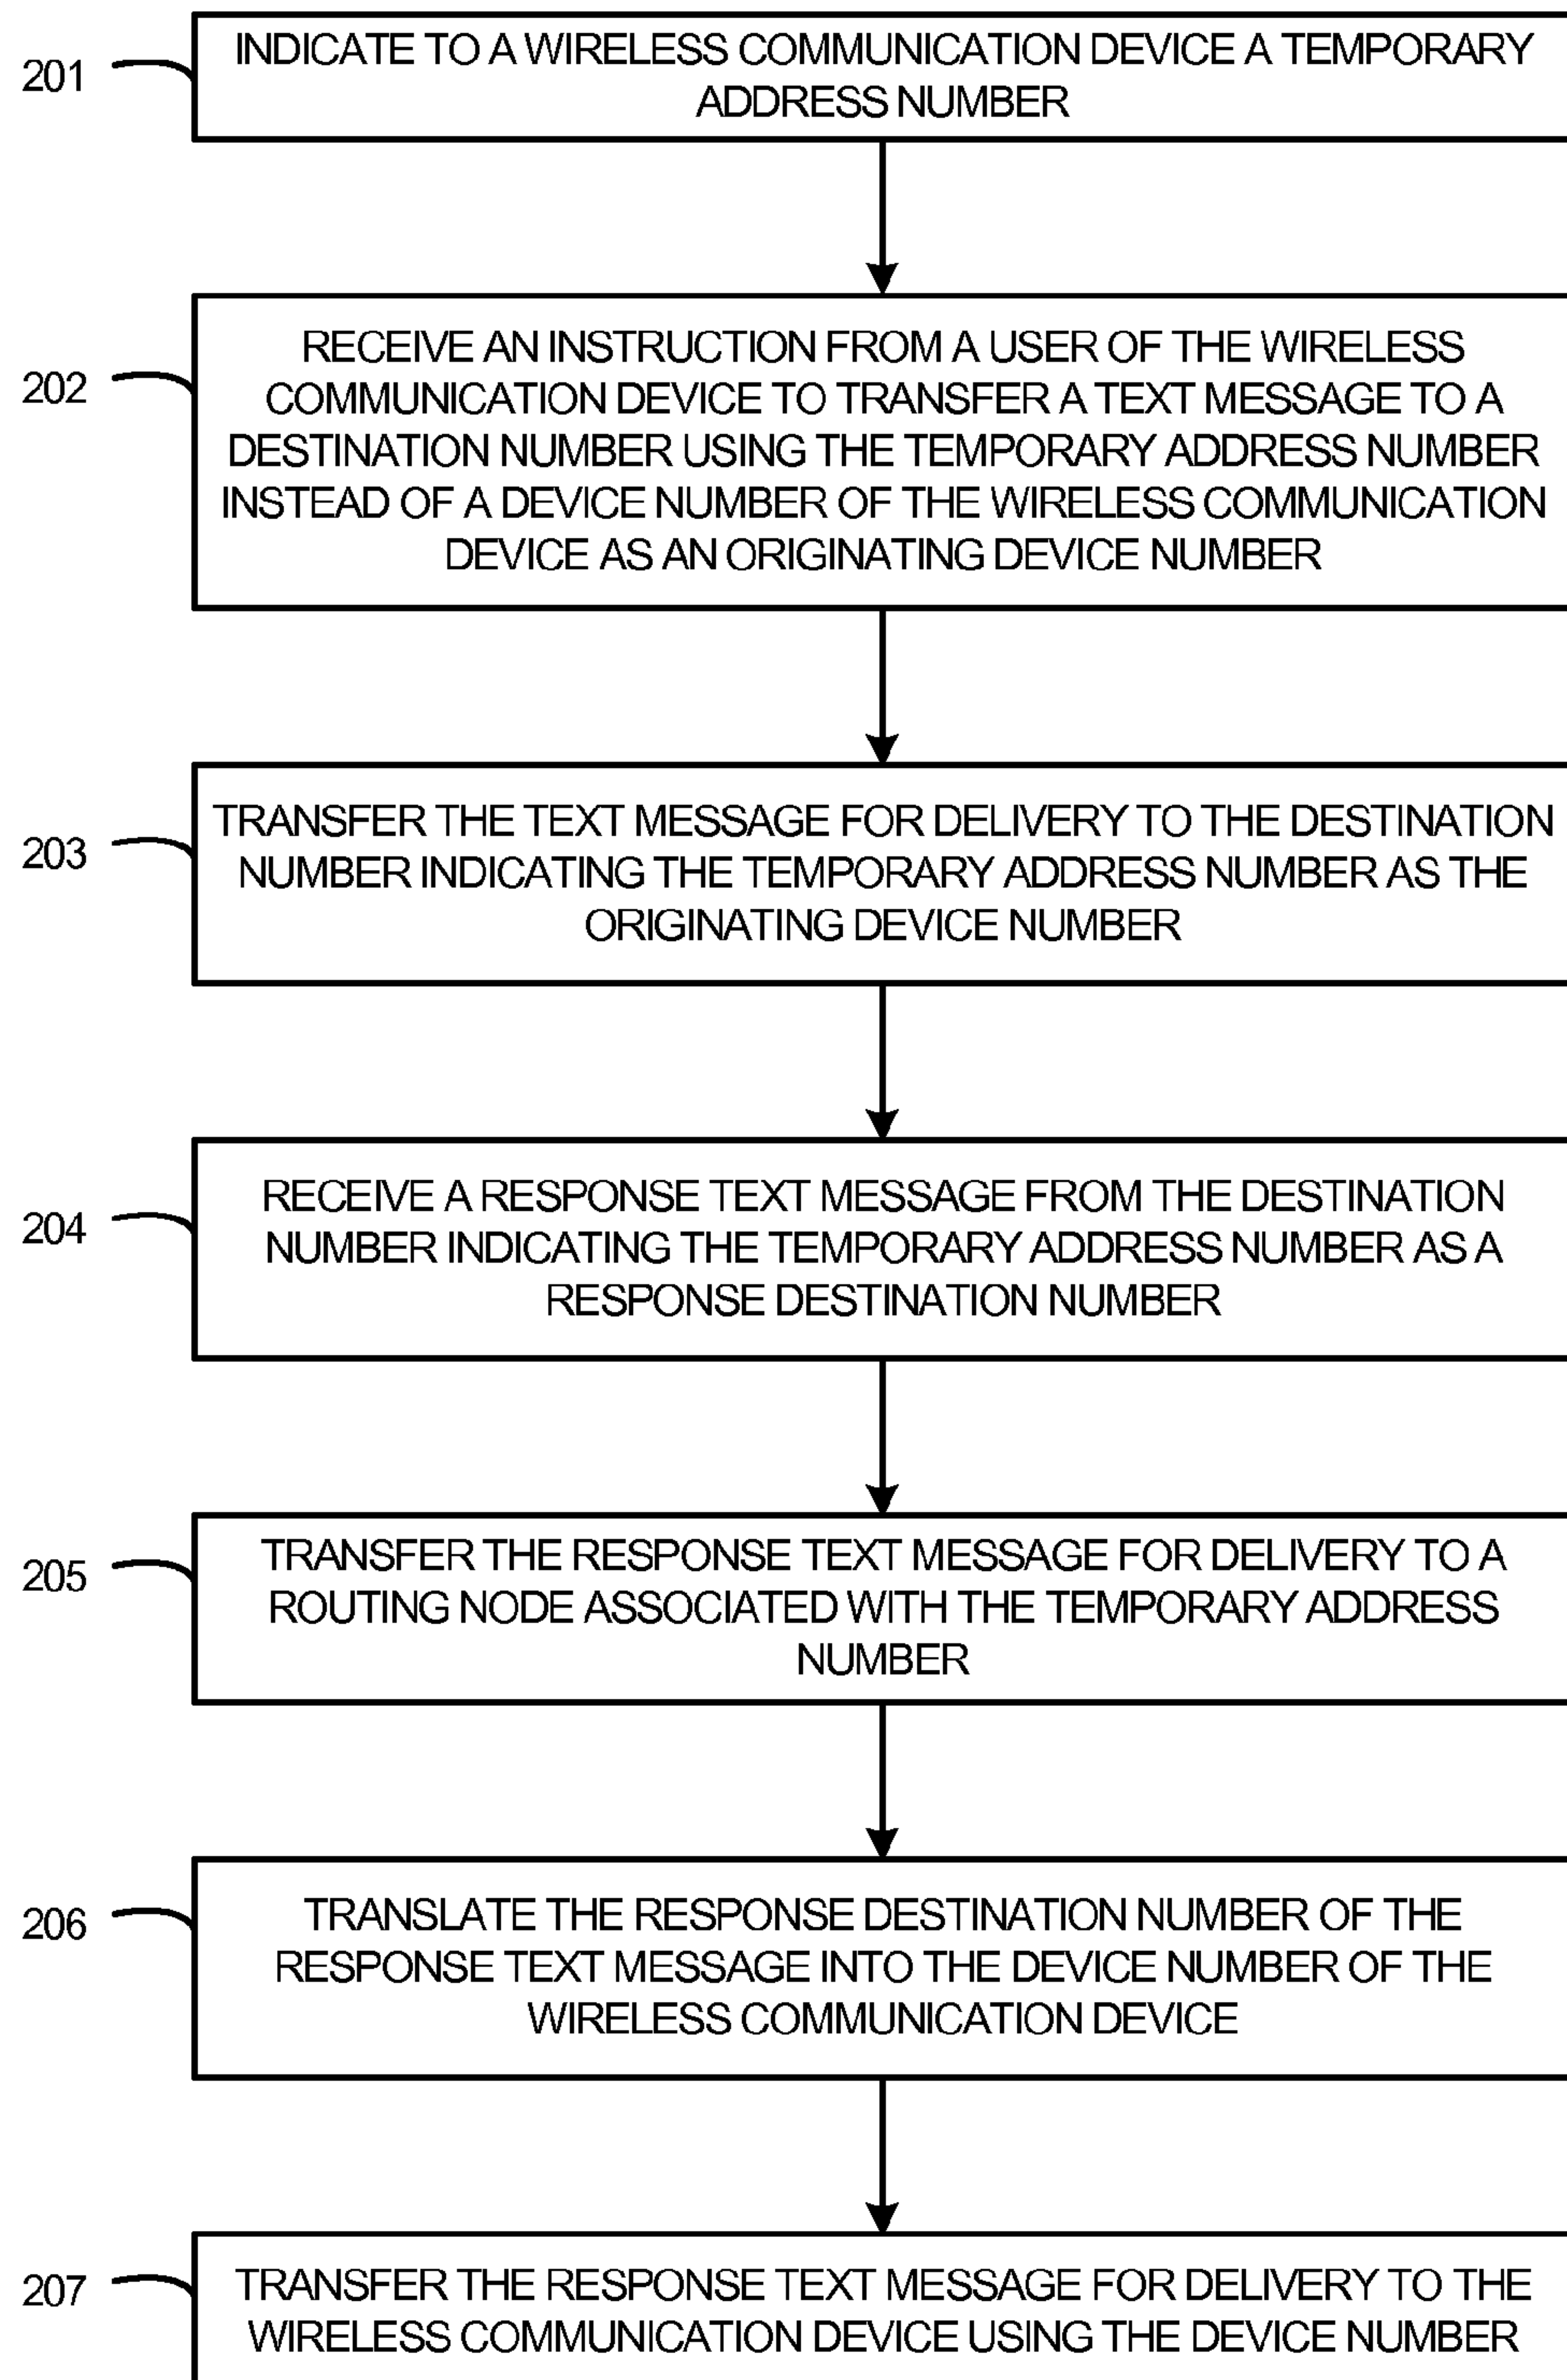 201
INDICATE TO A WIRELESS COMMUNICATION DEVICE A TEMPORARY
ADDRESS NUMBER
202
RECEIVE AN INSTRUCTION FROM A USER OF THE WIRELESS
COMMUNICATION DEVICE TO TRANSFER A TEXT MESSAGE TO A
DESTINATION NUMBER USING THE TEMPORARY ADDRESS NUMBER
INSTEAD OF A DEVICE NUMBER OF THE WIRELESS COMMUNICATION
DEVICE AS AN ORIGINATING DEVICE NUMBER
203
TRANSFER THE TEXT MESSAGE FOR DELIVERY TO THE DESTINATION
NUMBER INDICATING THE TEMPORARY ADDRESS NUMBER AS THE
ORIGINATING DEVICE NUMBER
204
RECEIVE A RESPONSE TEXT MESSAGE FROM THE DESTINATION
NUMBER INDICATING THE TEMPORARY ADDRESS NUMBER AS A
RESPONSE DESTINATION NUMBER
205
TRANSFER THE RESPONSE TEXT MESSAGE FOR DELIVERY TO A
ROUTING NODE ASSOCIATED WITH THE TEMPORARY ADDRESS
NUMBER
206
TRANSLATE THE RESPONSE DESTINATION NUMBER OF THE
RESPONSE TEXT MESSAGE INTO THE DEVICE NUMBER OF THE
WIRELESS COMMUNICATION DEVICE
207
TRANSFER THE RESPONSE TEXT MESSAGE FOR DELIVERY TO THE
WIRELESS COMMUNICATION DEVICE USING THE DEVICE NUMBER